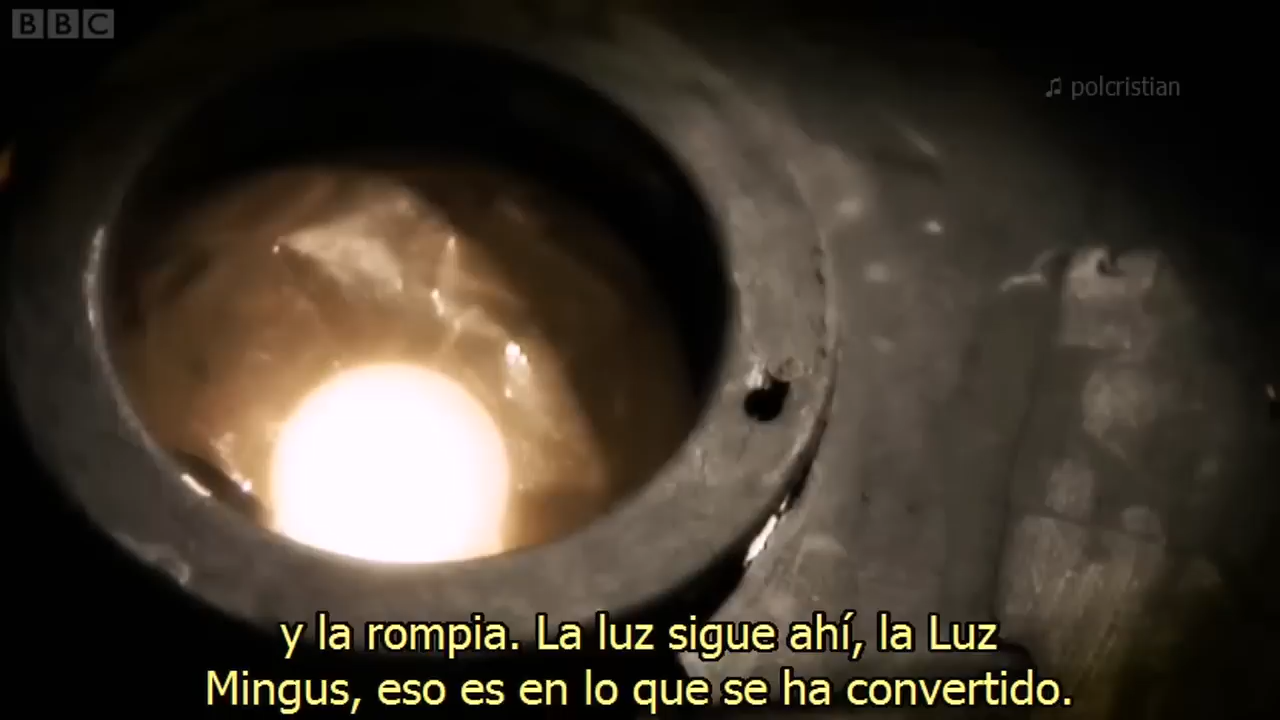 BBC
♫ polcristian
y la rompia. La luz sigue ahí, la Luz
Mingus, eso es en lo que se ha convertido.